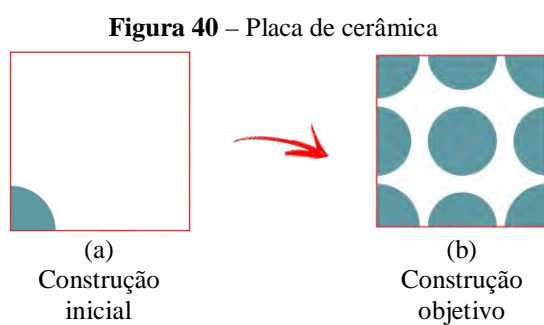 Figura 40 – Placa de cerâmica
(a)
Construção
inicial
(b)
Construção
objetivo